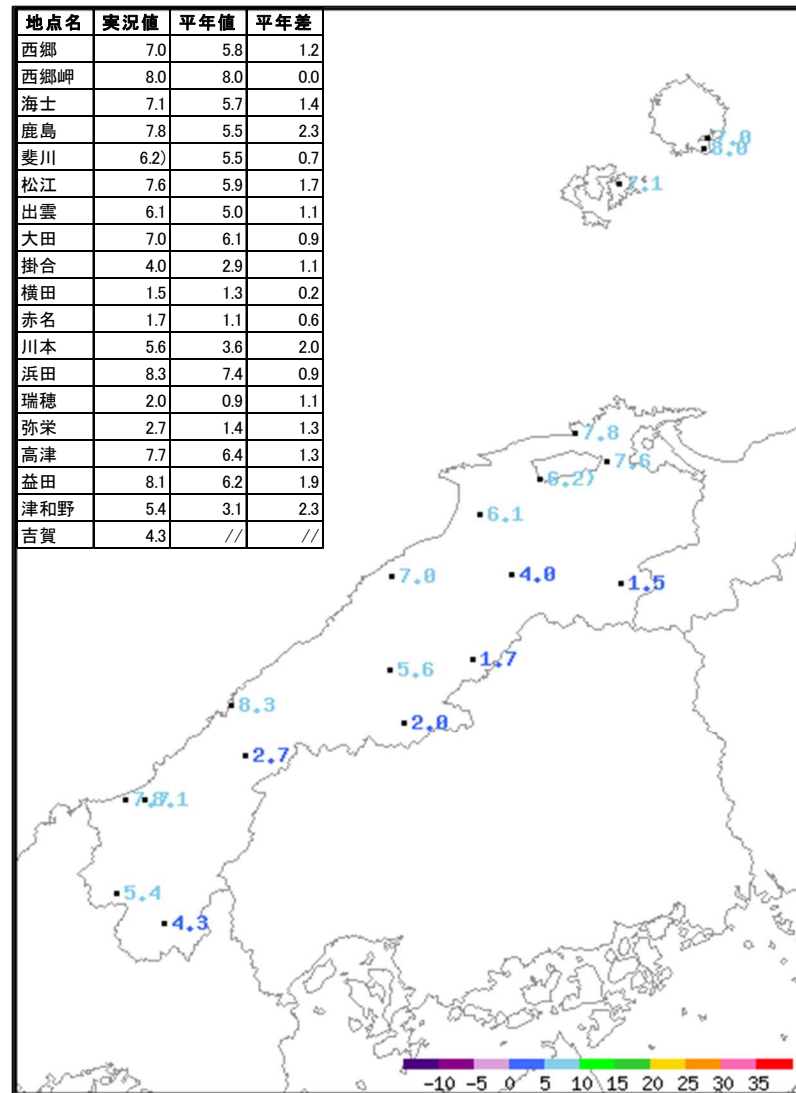 地点名 実況値 平年値 平年差
西郷 7.0 5.8 1.2
西郷岬 8.0 8.0 0.0
海士 7.1 5.7 1.4
鹿島 7.8 5.5 2.3
斐川 6.2) 5.5 0.7
松江 7.6 5.9 1.7
出雲 6.1 5.0 1.1
大田 7.0 6.1 0.9
掛合 4.0 2.9 1.1
横田 1.5 1.3 0.2
赤名 1.7 1.1 0.6
川本 5.6 3.6 2.0
浜田 8.3 7.4 0.9
瑞穂 2.0 0.9 1.1
弥栄 2.7 1.4 1.3
高津 7.7 6.4 1.3
益田 8.1 6.2 1.9
津和野 5.4 3.1 2.3
吉賀 4.3 // //
7.0
8.0
7.1
7.8
7.6
6.2)
6.1
7.0
4.0
1.5
1.7
5.6
8.3
2.0
2.7
5.4
4.3
-10 -5 0 5 10 15 20 25 30 35